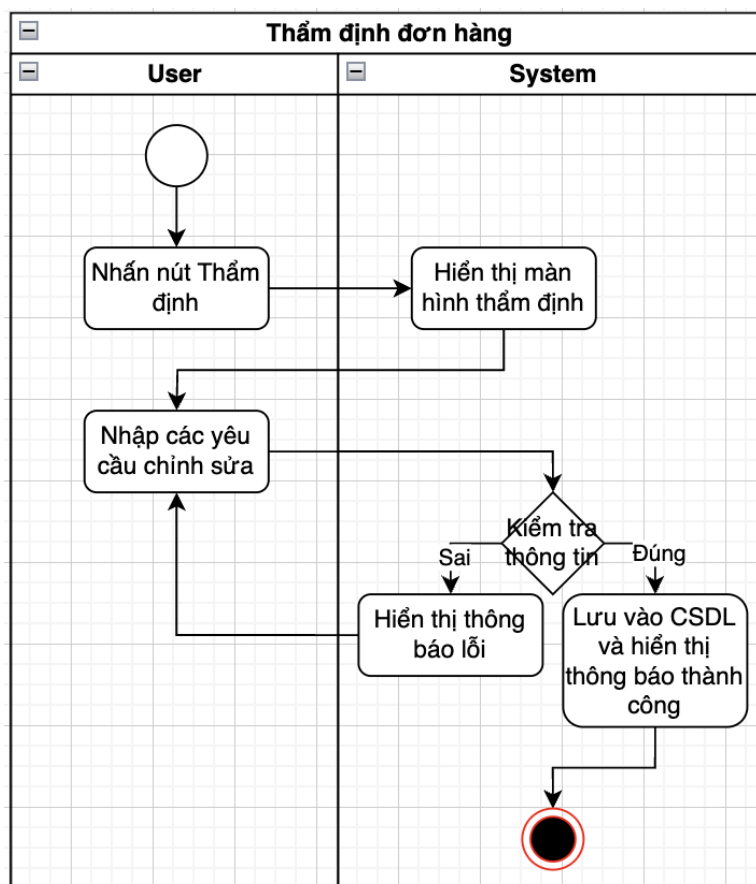 Thẩm định đơn hàng
User
System
Nhấn nút Thẩm
định
Hiển thị màn
hình thẩm định
Nhập các yêu
cầu chỉnh sửa
Kiểm tra
thông tin
Sai
Đúng
Hiển thị thông
báo lỗi
Lưu vào CSDL
và hiển thị
thông báo thành
công